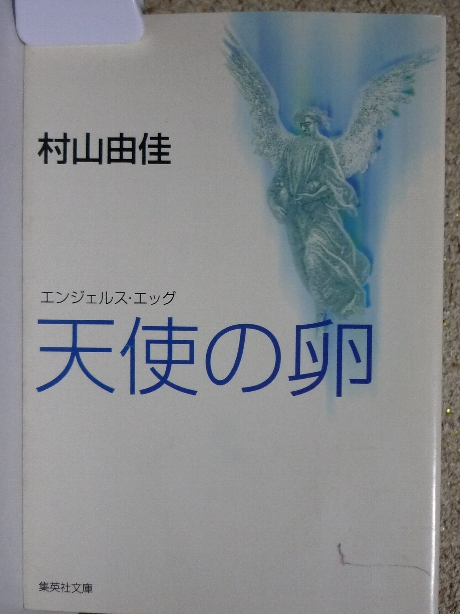 村山由佳
エンジェルス・エッグ
天使の卵
集英社文庫